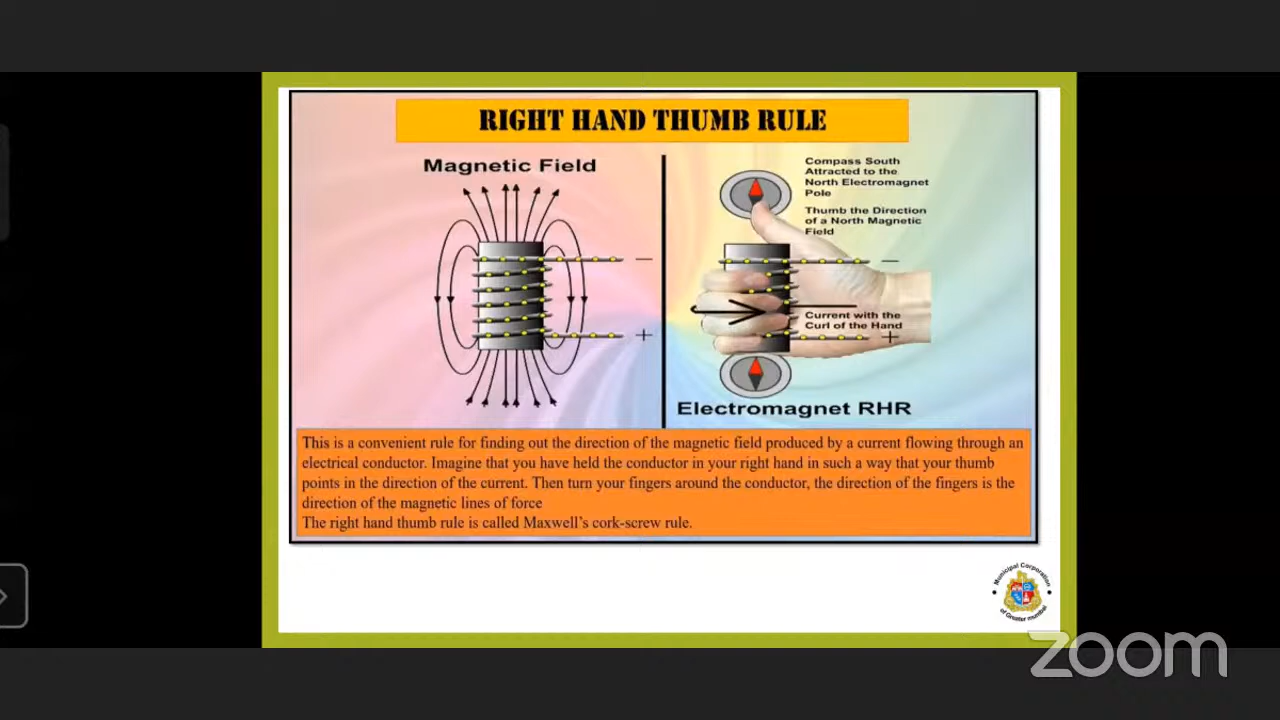 RIGHT HAND THUMB RULE
Magnetic Field
−
+
Compass South
Attracted to the
North Electromagnet
Pole
Thumb the Direction
of a North Magnetic
Field
−
Current with the
Curl of the Hand
+
Electromagnet RHR
This is a convenient rule for finding out the direction of the magnetic field produced by a current flowing through an
electrical conductor. Imagine that you have held the conductor in your right hand in such a way that your thumb
points in the direction of the current. Then turn your fingers around the conductor, the direction of the fingers is the
direction of the magnetic lines of force
The right hand thumb rule is called Maxwell's cork-screw rule.
Municipal Corporation
of Greater mumbai
zoom